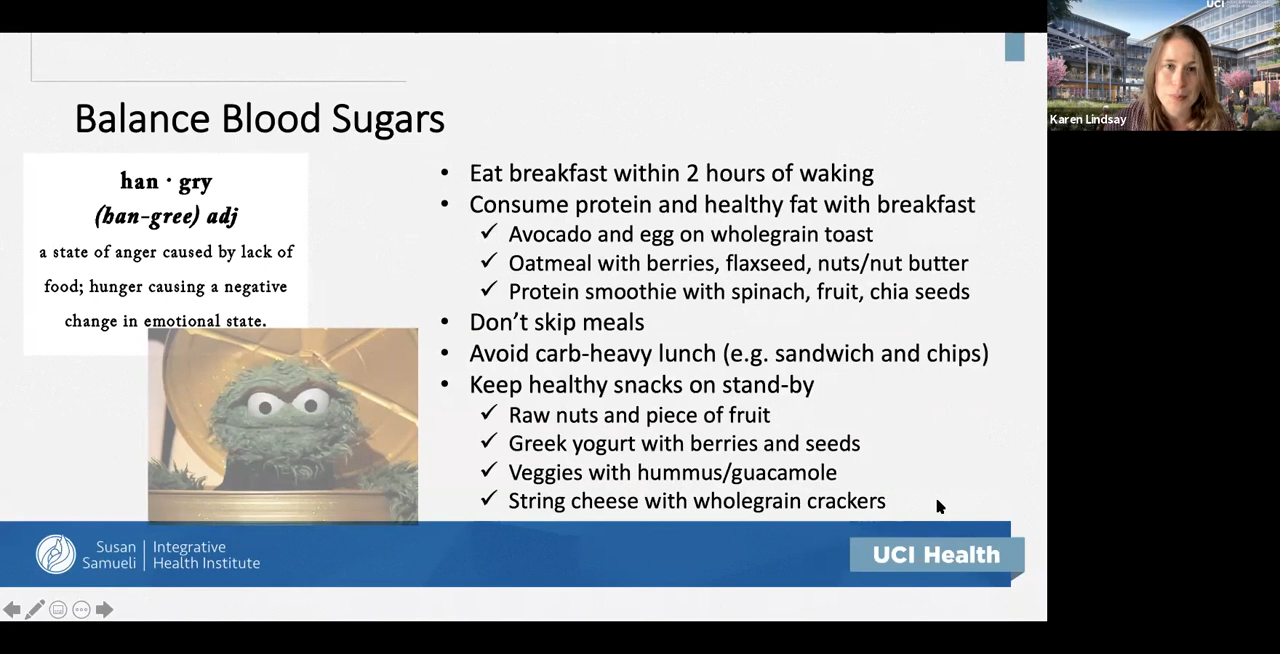 UCI
Karen Lindsay
Balance Blood Sugars
han · gry
(han-gree) adj
a state of anger caused by lack of
food; hunger causing a negative
change in emotional state.
• Eat breakfast within 2 hours of waking
• Consume protein and healthy fat with breakfast
✓ Avocado and egg on wholegrain toast
✓ Oatmeal with berries, flaxseed, nuts/nut butter
✓ Protein smoothie with spinach, fruit, chia seeds
• Don’t skip meals
• Avoid carb-heavy lunch (e.g. sandwich and chips)
• Keep healthy snacks on stand-by
✓ Raw nuts and piece of fruit
✓ Greek yogurt with berries and seeds
✓ Veggies with hummus/guacamole
✓ String cheese with wholegrain crackers
Susan
Samueli
Integrative
Health Institute
UCI Health